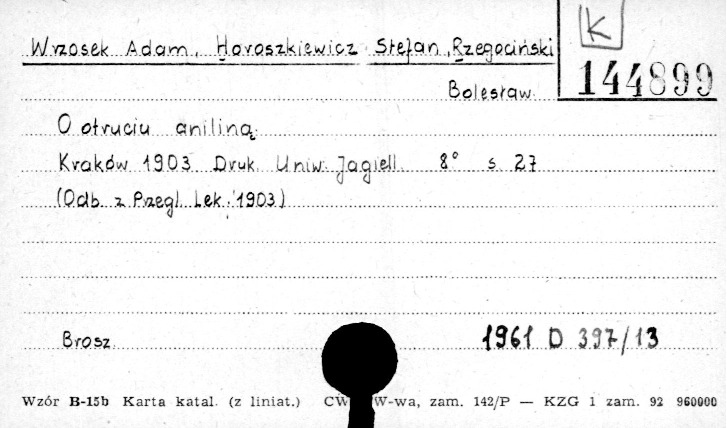 K
Wrzosek Adam, Horoszkiewicz Stefan, Rzegociński
144899
Bolesław.
O otruciu aniliną.
Kraków 1903 Druk. Uniw. Jagiell. 8° s. 27
(Odb. z Przegl. Lek. 1903)
Brosz. 1961 D 397/13
Wzór B-15b Karta katal. (z liniat.) CW W-wa, zam. 142/P — KZG 1 zam. 92 960000